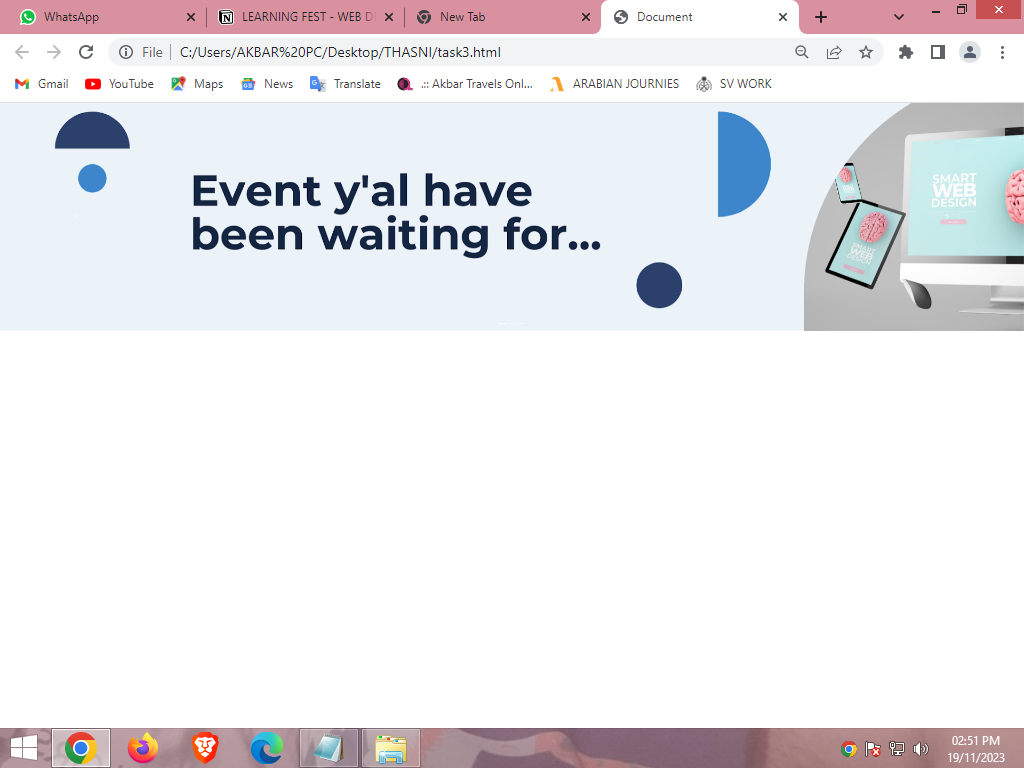 WhatsApp
LEARNING FEST - WEB DE
New Tab
Document
File
C:/Users/AKBAR%20PC/Desktop/THASNI/task3.html
Gmail
YouTube
Maps
News
Translate
.:: Akbar Travels Onl...
ARABIAN JOURNIES
SV WORK
Event y'al have
been waiting for...
SMART
WEB
DESIGN
SMART
WEB
DESIGN
02:51 PM
19/11/2023